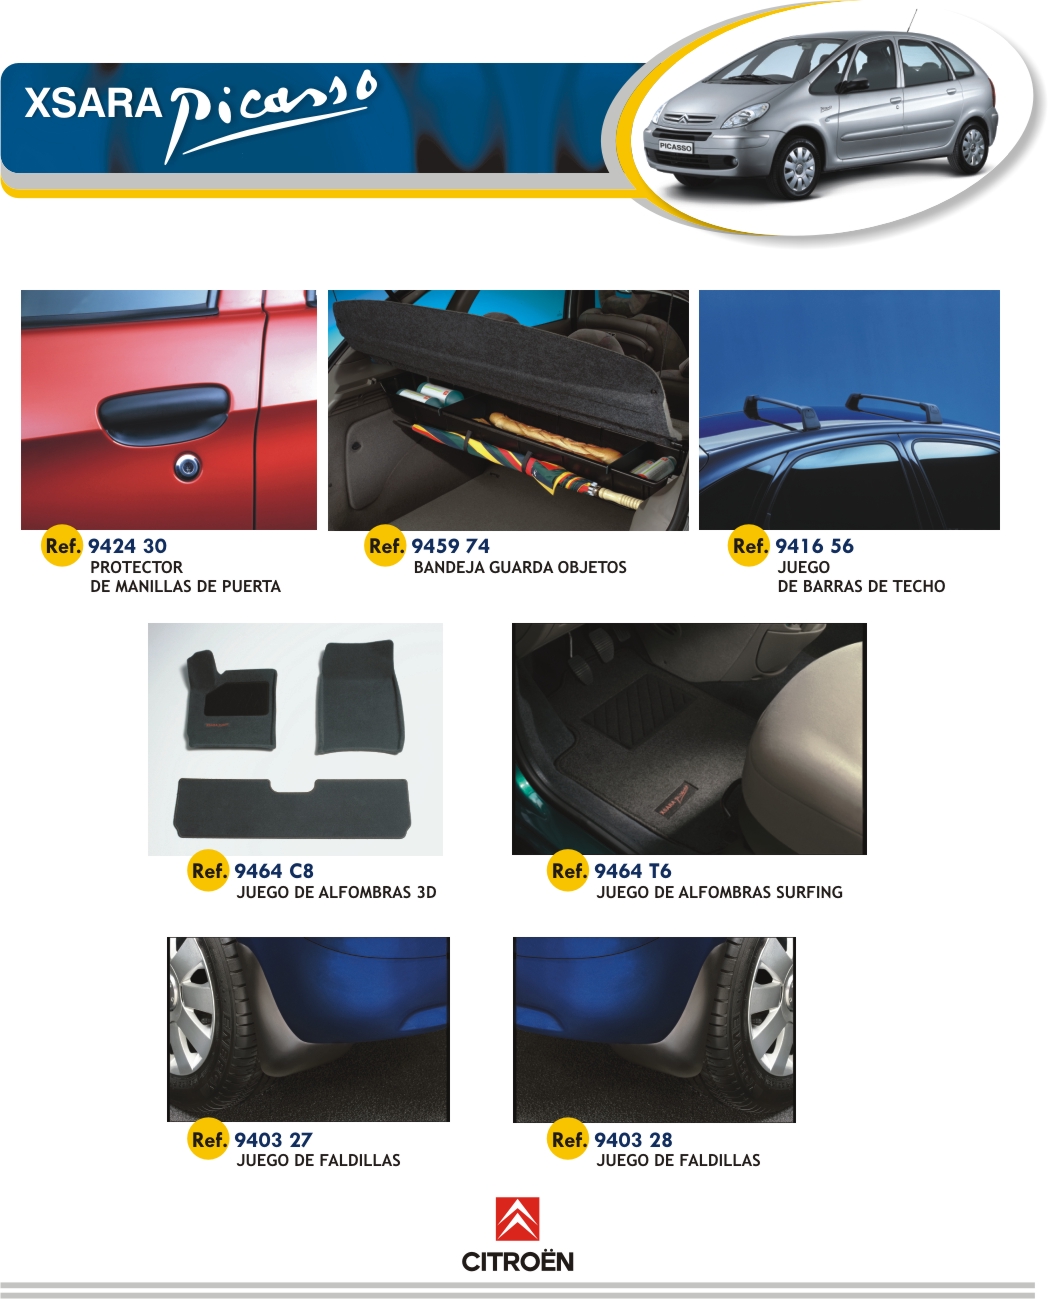 XSARA Picasso
PICASSO
Ref. 9424 30
PROTECTOR
DE MANILLAS DE PUERTA
Ref. 9459 74
BANDEJA GUARDA OBJETOS
Ref. 9416 56
JUEGO
DE BARRAS DE TECHO
Ref. 9464 C8
JUEGO DE ALFOMBRAS 3D
XSARA Picasso
Ref. 9464 T6
JUEGO DE ALFOMBRAS SURFING
Ref. 9403 27
JUEGO DE FALDILLAS
Ref. 9403 28
JUEGO DE FALDILLAS
CITROËN